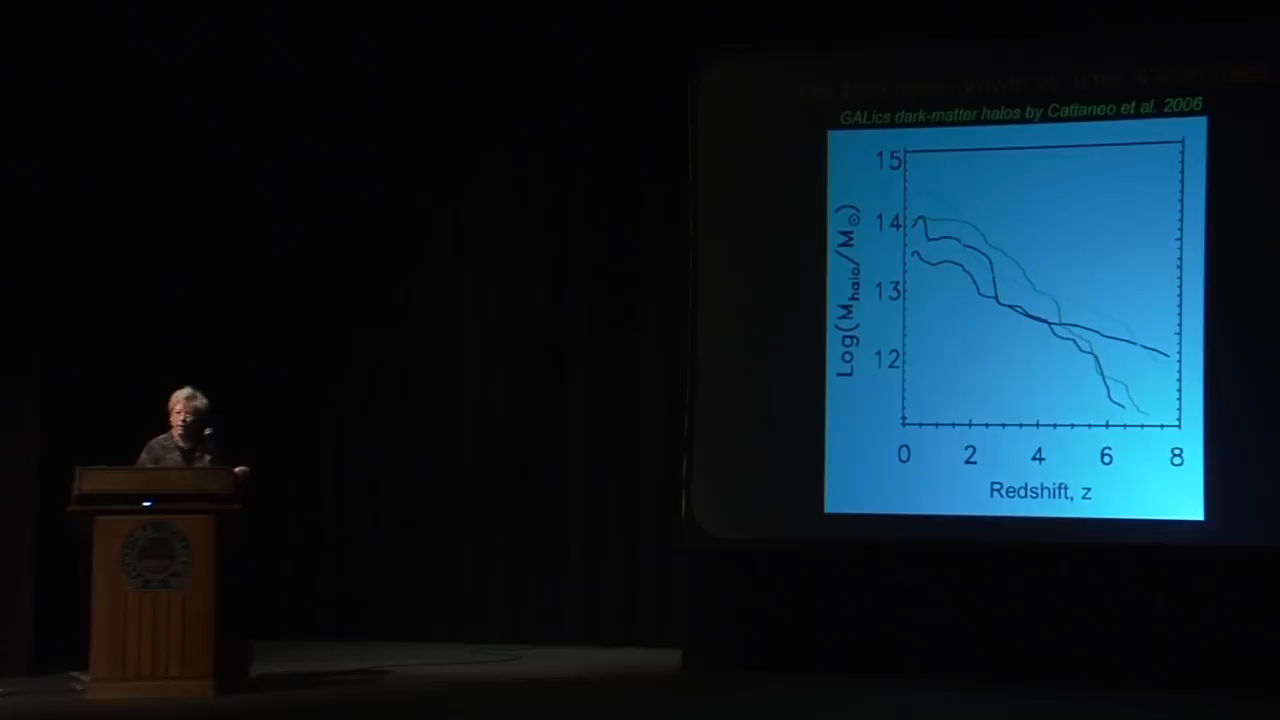 GALics dark-matter halos by Cattaneo et al. 2006
15
14
13
12
Log(Mhalo/M☉)
0 2 4 6 8
Redshift, z